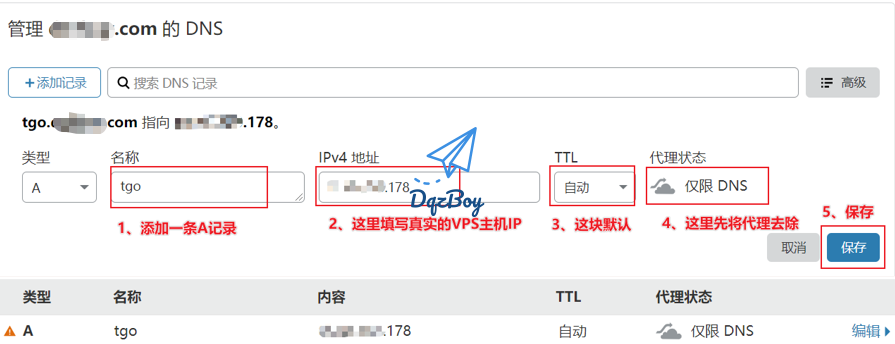 管理 .com 的 DNS
+添加记录 搜索 DNS 记录 高级
tgo. com 指向 .178。
类型 名称 IPv4 地址 TTL 代理状态
A tgo .178 自动 仅限 DNS
DqzBoy
1、添加一条A记录 2、这里填写真实的VPS主机IP 3、这块默认 4、这里先将代理去除 5、保存
取消 保存
类型 名称 内容 TTL 代理状态
A tgo .178 自动 仅限 DNS 编辑